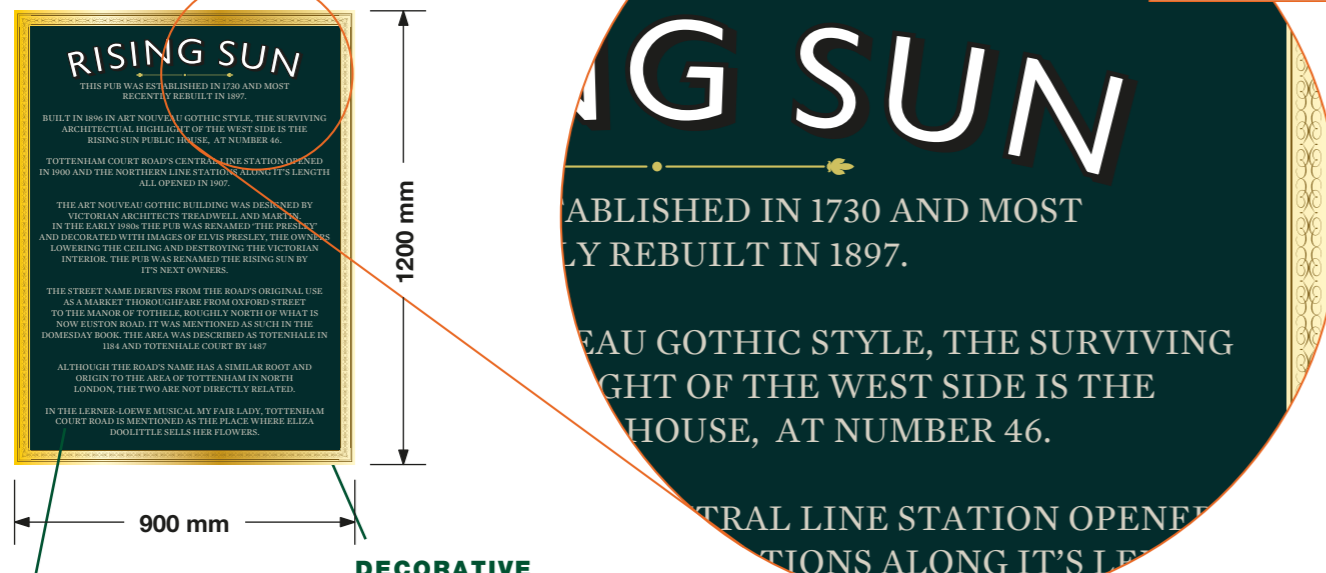 RISING SUN
THIS PUB WAS ESTABLISHED IN 1730 AND MOST
RECENTLY REBUILT IN 1897.
BUILT IN 1896 IN ART NOUVEAU GOTHIC STYLE, THE SURVIVING
ARCHITECTUAL HIGHLIGHT OF THE WEST SIDE IS THE
RISING SUN PUBLIC HOUSE, AT NUMBER 46.
TOTTENHAM COURT ROAD'S CENTRAL LINE STATION OPENED
IN 1900 AND THE NORTHERN LINE STATIONS ALONG IT'S LENGTH
ALL OPENED IN 1907.
THE ART NOUVEAU GOTHIC BUILDING WAS DESIGNED BY
VICTORIAN ARCHITECTS TREADWELL AND MARTIN.
IN THE EARLY 1980s THE PUB WAS RENAMED 'THE PRESLEY'
AND DECORATED WITH IMAGES OF ELVIS PRESLEY, THE OWNERS
LOWERING THE CEILING AND DESTROYING THE VICTORIAN
INTERIOR. THE PUB WAS RENAMED THE RISING SUN BY
IT'S NEXT OWNERS.
THE STREET NAME DERIVES FROM THE ROAD'S ORIGINAL USE
AS A MARKET THOROUGHFARE FROM OXFORD STREET
TO THE MANOR OF TOTHELE, ROUGHLY NORTH OF WHAT IS
NOW EUSTON ROAD. IT WAS MENTIONED AS SUCH IN THE
DOMESDAY BOOK. THE AREA WAS DESCRIBED AS TOTENHALE IN
1184 AND TOTENHALE COURT BY 1487
ALTHOUGH THE ROAD'S NAME HAS A SIMILAR ROOT AND
ORIGIN TO THE AREA OF TOTTENHAM IN NORTH
LONDON, THE TWO ARE NOT DIRECTLY RELATED.
IN THE LERNER-LOEWE MUSICAL MY FAIR LADY, TOTTENHAM
COURT ROAD IS MENTIONED AS THE PLACE WHERE ELIZA
DOOLITTLE SELLS HER FLOWERS.
1200 mm
900 mm
DECORATIVE
NG SUN
ABLISHED IN 1730 AND MOST
LY REBUILT IN 1897.
EAU GOTHIC STYLE, THE SURVIVING
GHT OF THE WEST SIDE IS THE
HOUSE, AT NUMBER 46.
TRAL LINE STATION OPENE
TIONS ALONG IT'S LE